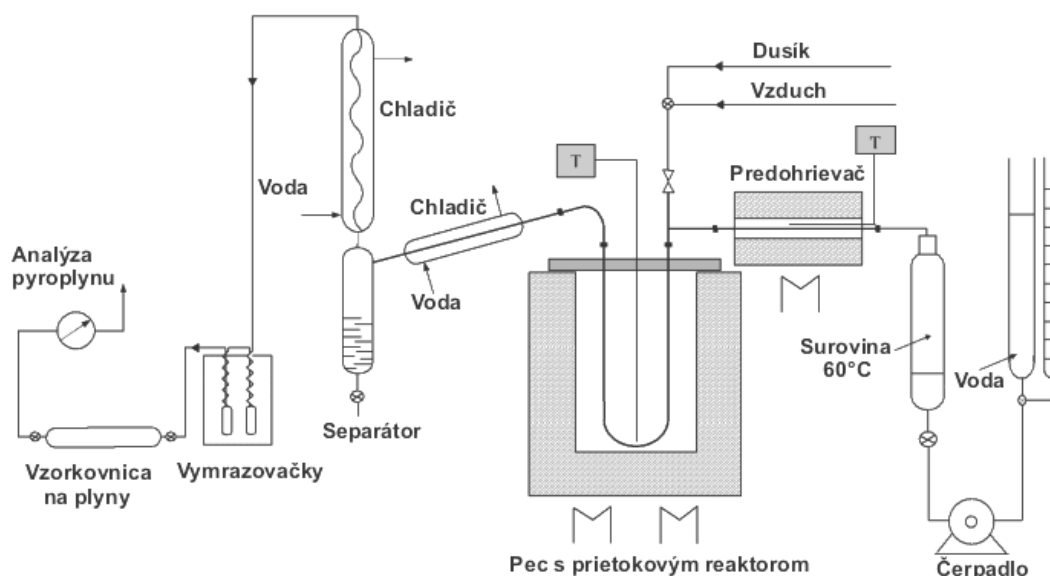 Dusík
Vzduch
Chladič
T
T
Predohrievač
Voda
Chladič
Analýza
pyroplynu
Voda
Surovina
60°C
Voda
Separátor
Vzorkovnica
na plyny
Vymrazovačky
Pec s prietokovým reaktorom
Čerpadlo